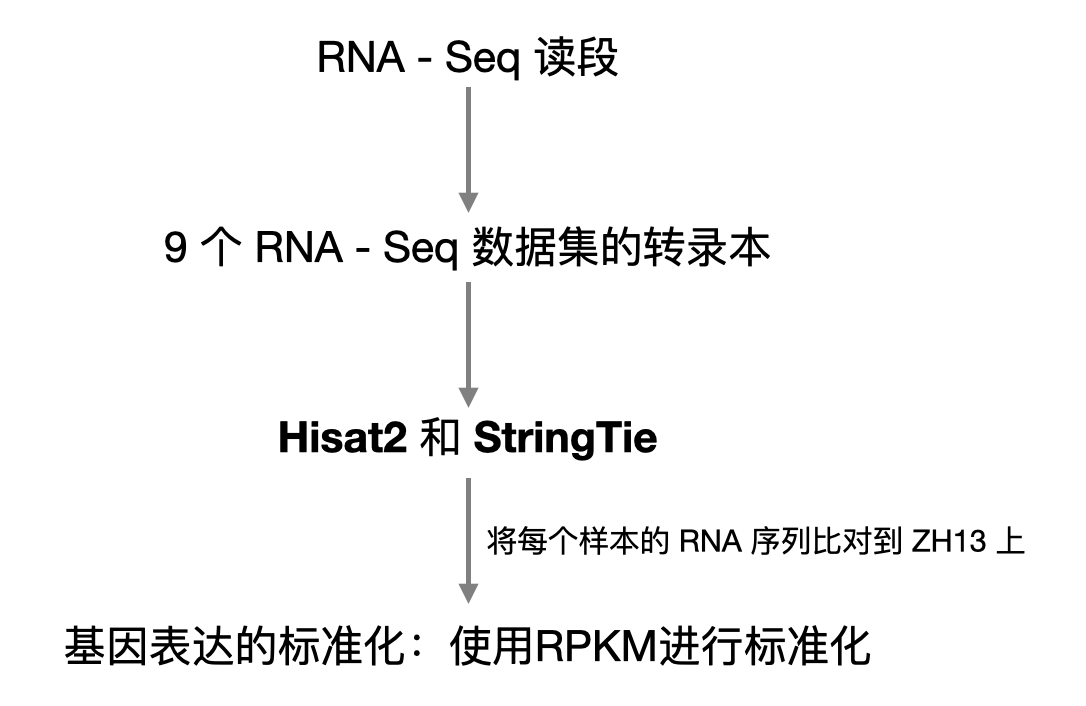 RNA - Seq 读段
9 个 RNA - Seq 数据集的转录本
Hisat2 和 StringTie
将每个样本的 RNA 序列比对到 ZH13 上
基因表达的标准化：使用RPKM进行标准化